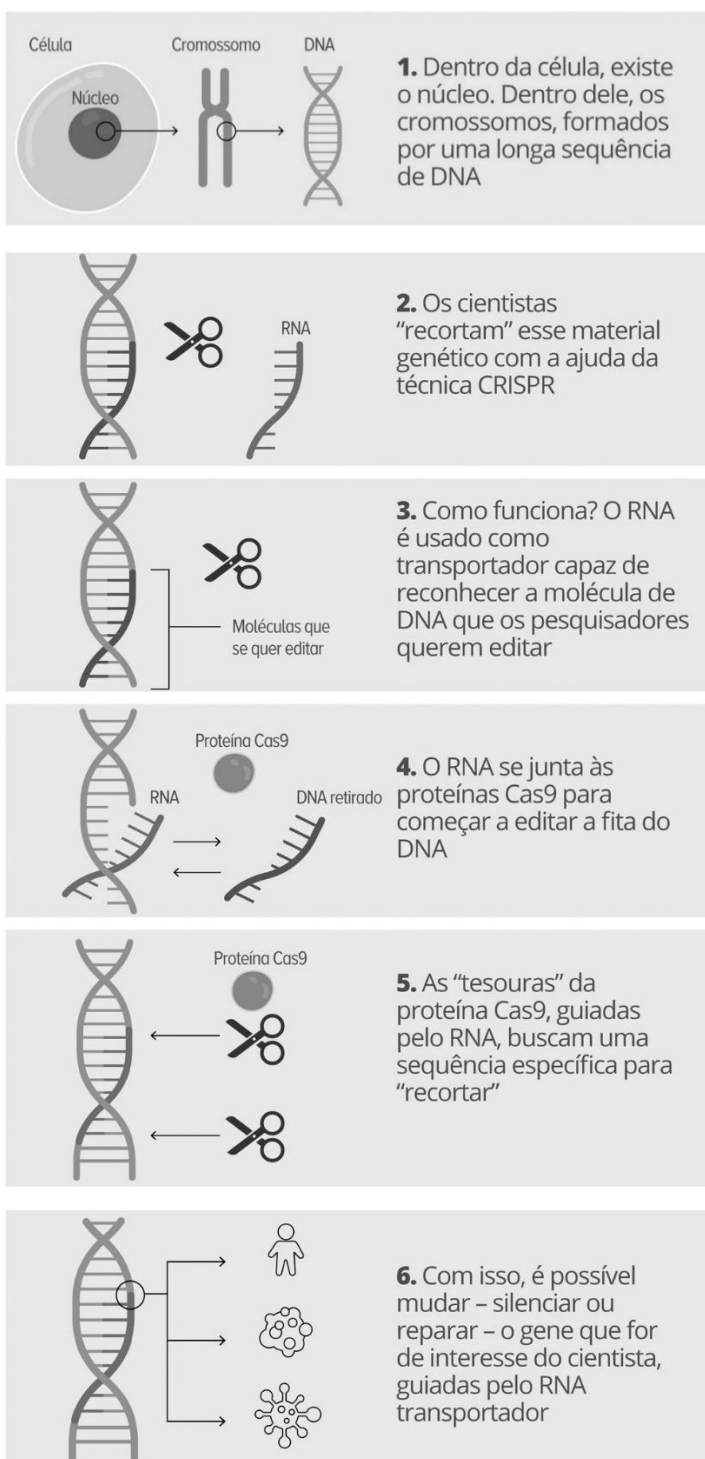 Célula
Cromossomo
DNA
Núcleo
1. Dentro da célula, existe
o núcleo. Dentro dele, os
cromossomos, formados
por uma longa sequência
de DNA
RNA
2. Os cientistas
“recortam” esse material
genético com a ajuda da
técnica CRISPR
Moléculas que
se quer editar
3. Como funciona? O RNA
é usado como
transportador capaz de
reconhecer a molécula de
DNA que os pesquisadores
querem editar
Proteína Cas9
RNA
DNA retirado
4. O RNA se junta às
proteínas Cas9 para
começar a editar a fita do
DNA
Proteína Cas9
5. As “tesouras” da
proteína Cas9, guiadas
pelo RNA, buscam uma
sequência específica para
“recortar”
6. Com isso, é possível
mudar – silenciar ou
reparar – o gene que for
de interesse do cientista,
guiadas pelo RNA
transportador